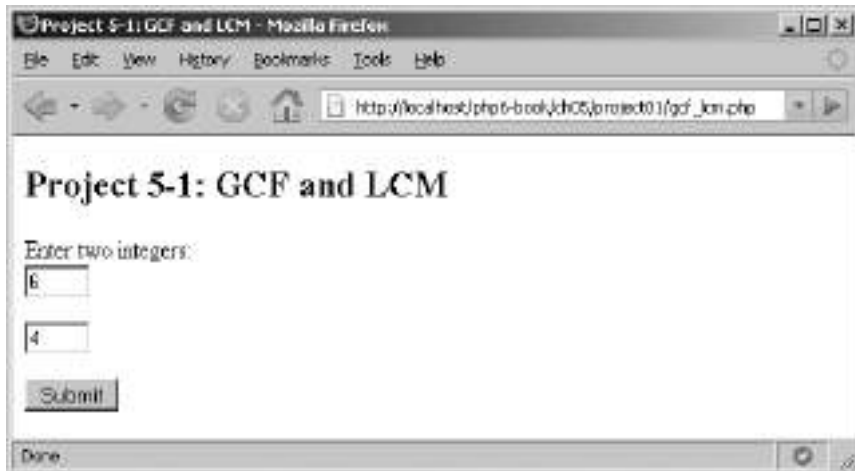 Project 5-1: GCF and LCM - Mozilla Firefox
File Edit View History Bookmarks Tools Help
http://localhost/php6-book/ch05/project01/gcf_lcm.php
Project 5-1: GCF and LCM
Enter two integers:
6
4
Submit
Done